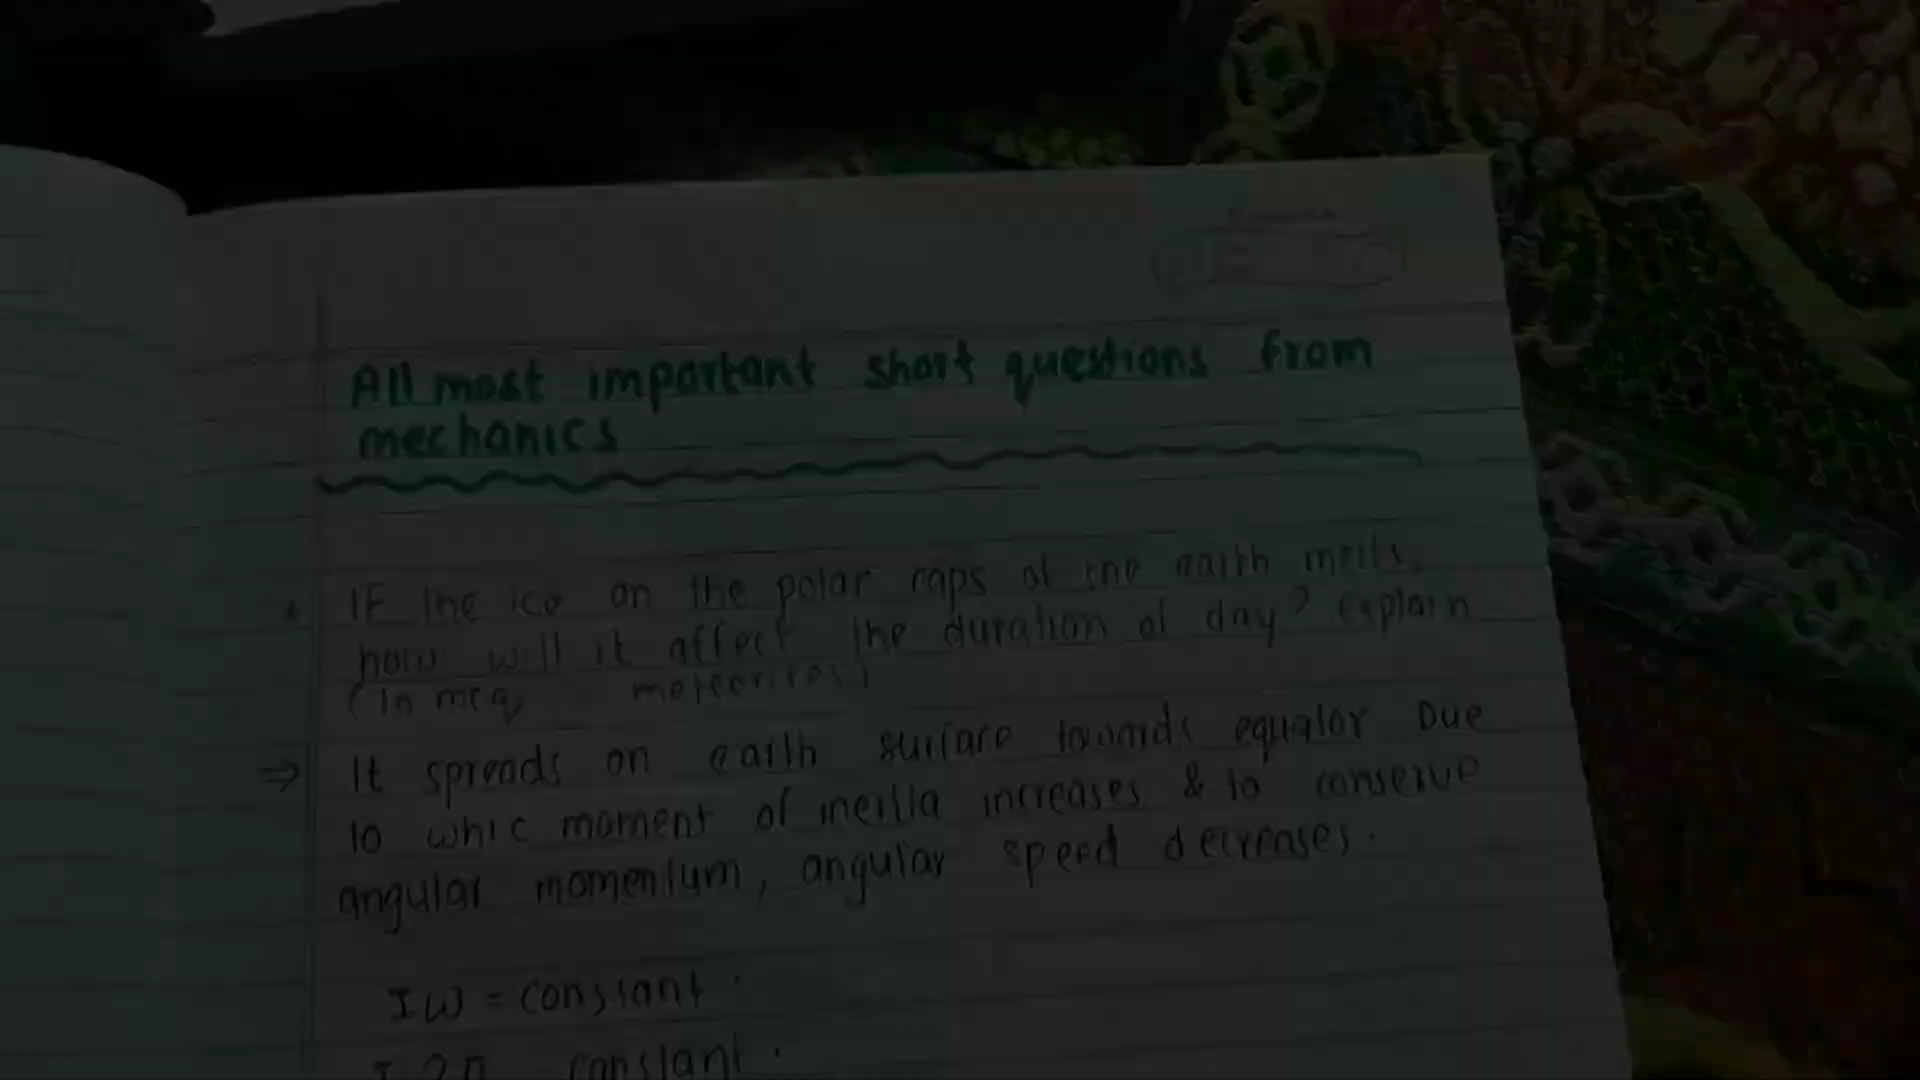 All most important short questions from
mechanics
* IF the ice on the polar caps of the earth melts,
how will it affect the duration of day? Explain
(In mcq, meteorites)
⇒ It spreads on earth surface towards equator Due
to whic moment of inertia increases & to conserve
angular momentum, angular speed decreases.
Iω = constant.
I 2π constant.